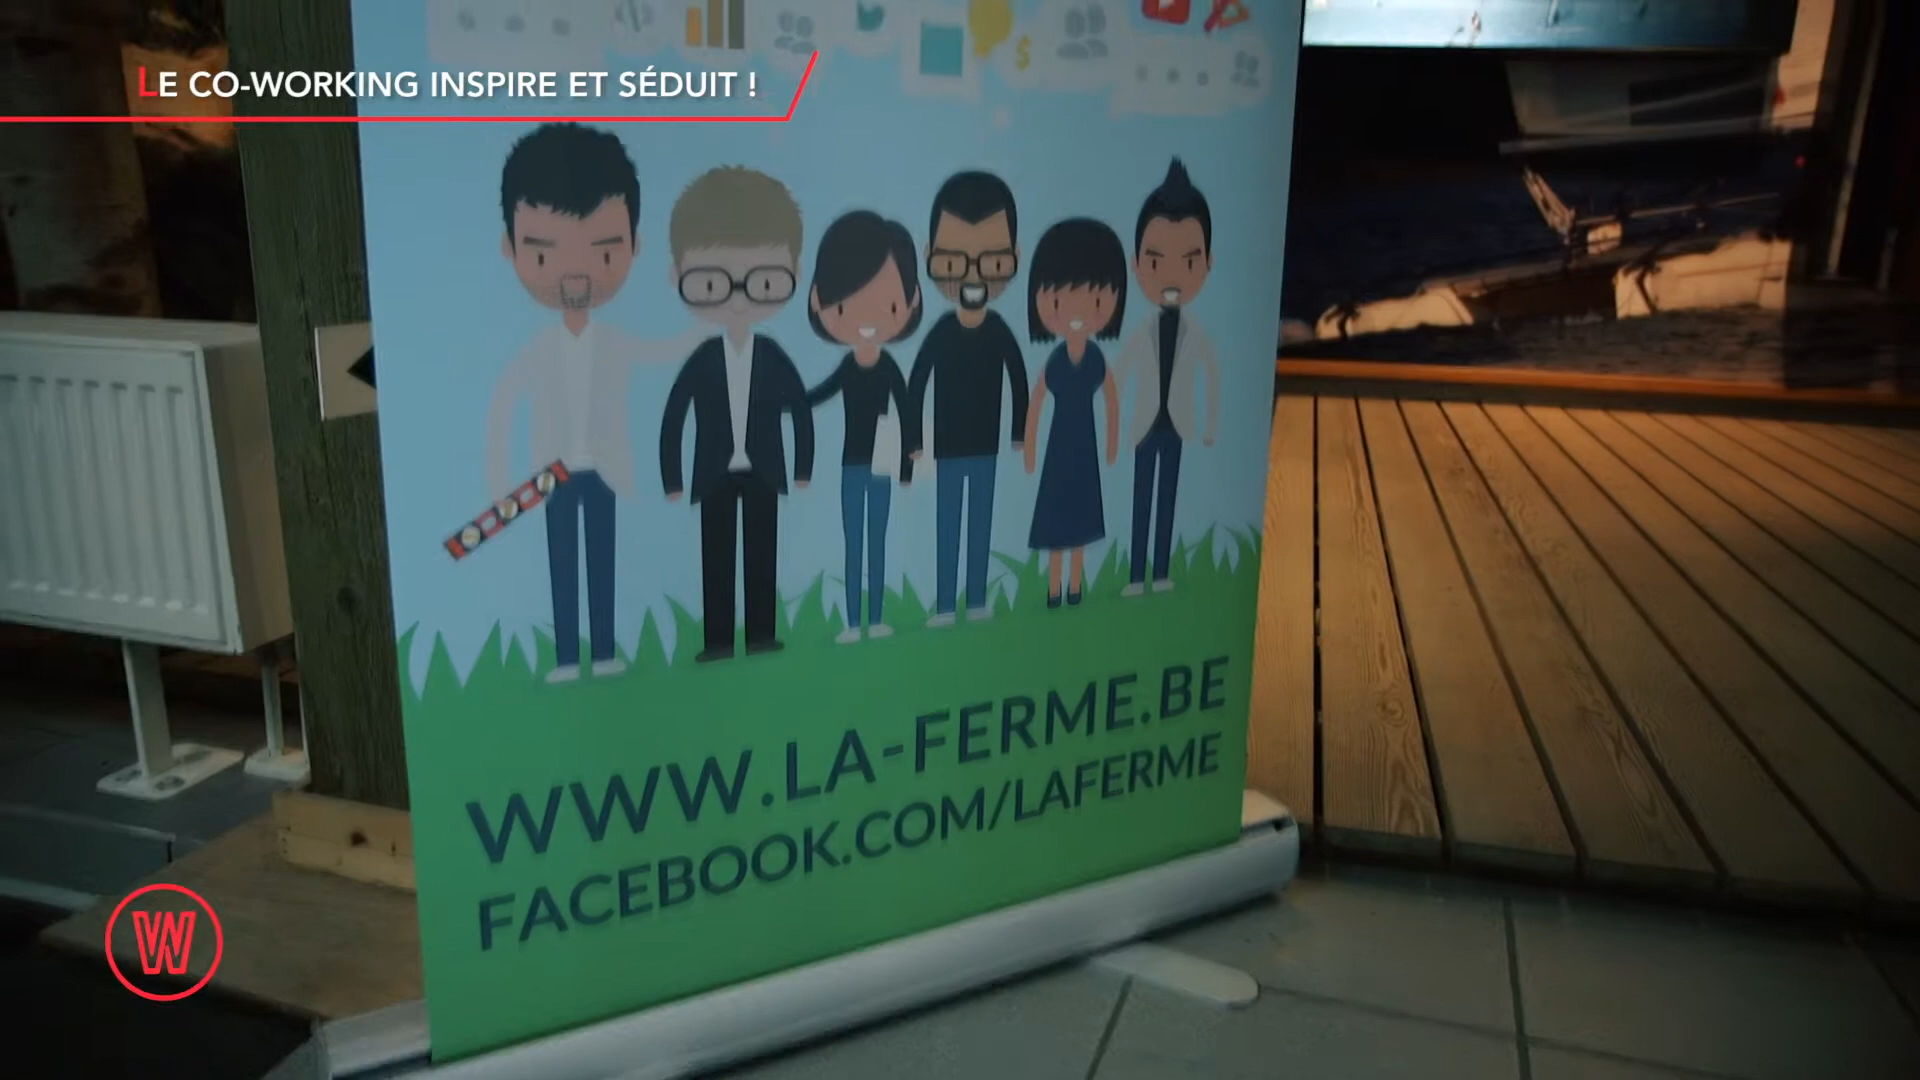 LE CO-WORKING INSPIRE ET SÉDUIT !
WWW.LA-FERME.BE
FACEBOOK.COM/LAFERME
W